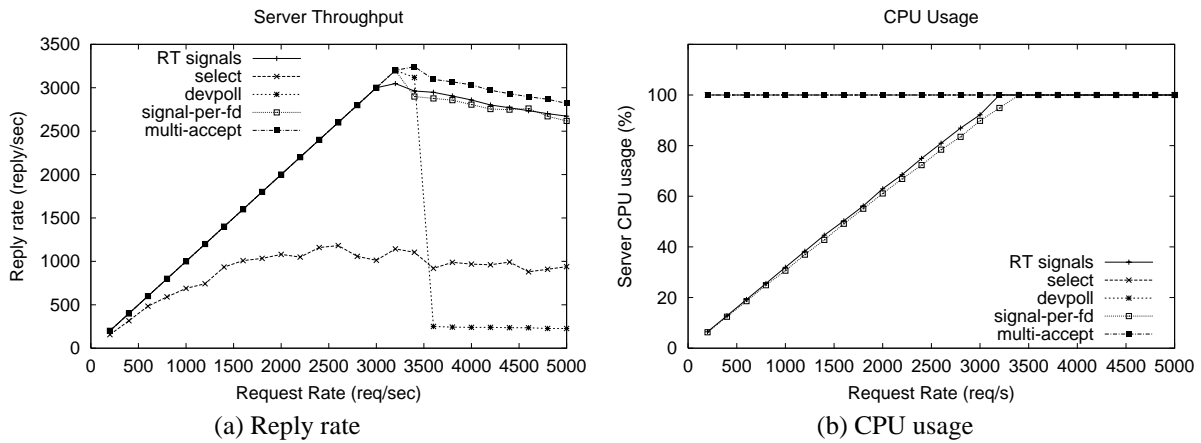 Server Throughput
Reply rate (reply/sec)
3500
3000
2500
2000
1500
1000
500
0
RT signals
select
devpoll
signal-per-fd
multi-accept
0 500 1000 1500 2000 2500 3000 3500 4000 4500 5000
Request Rate (req/sec)
(a) Reply rate
CPU Usage
Server CPU usage (%)
100
80
60
40
20
0
RT signals
select
devpoll
signal-per-fd
multi-accept
0 500 1000 1500 2000 2500 3000 3500 4000 4500 5000
Request Rate (req/s)
(b) CPU usage